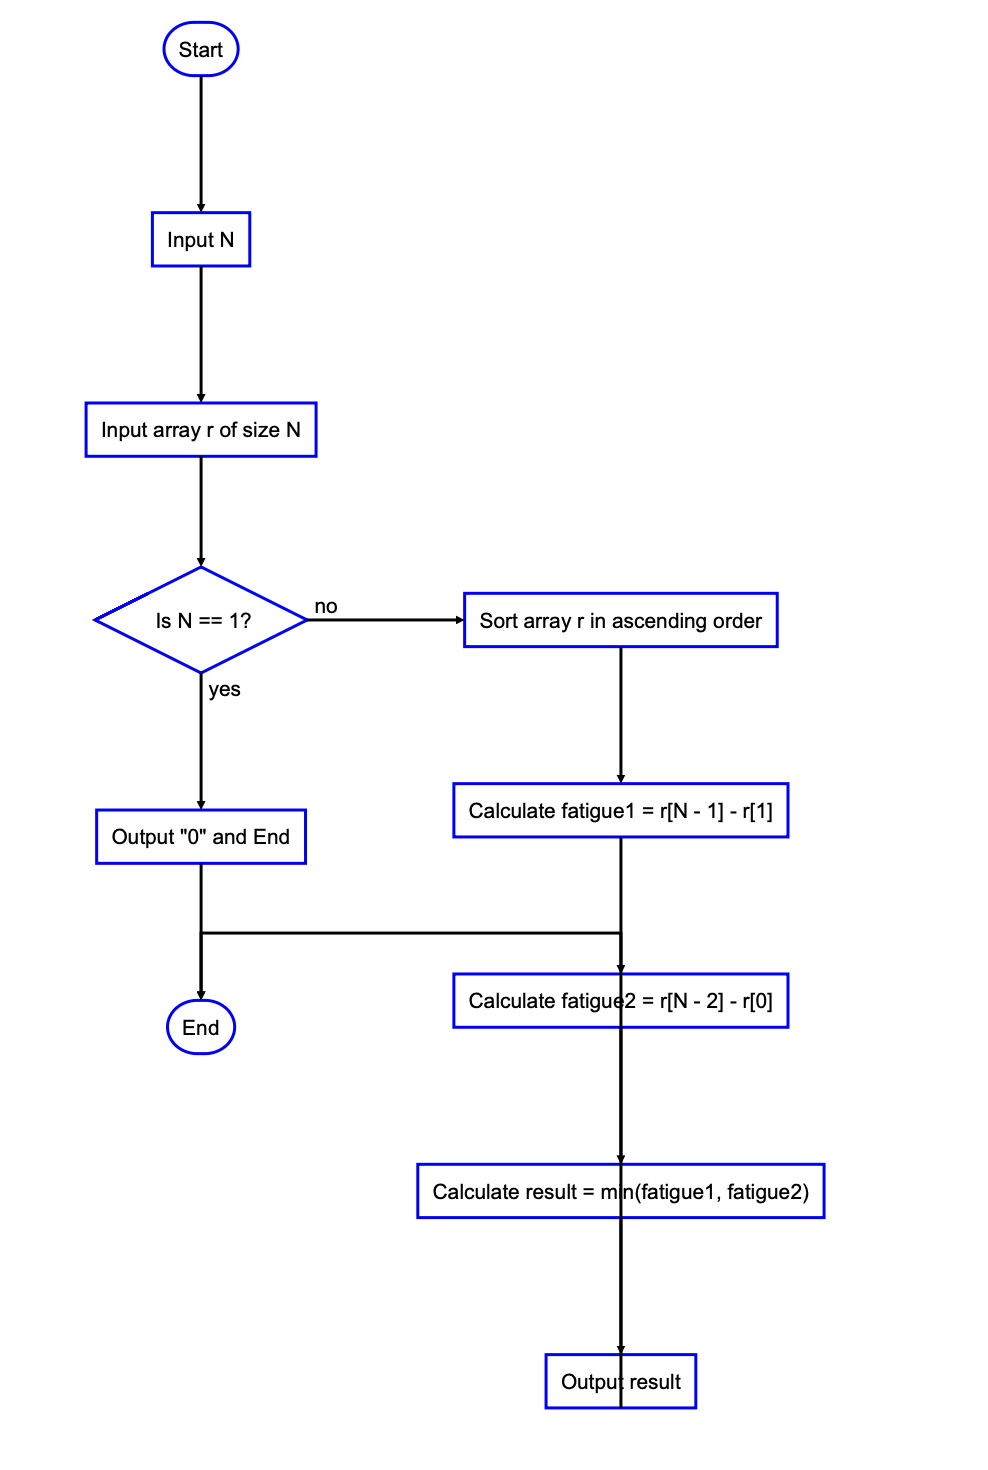 Start
Input N
Input array r of size N
Is N == 1?
no
Sort array r in ascending order
yes
Calculate fatigue1 = r[N - 1] - r[1]
Output "0" and End
Calculate fatigue2 = r[N - 2] - r[0]
End
Calculate result = min(fatigue1, fatigue2)
Output result